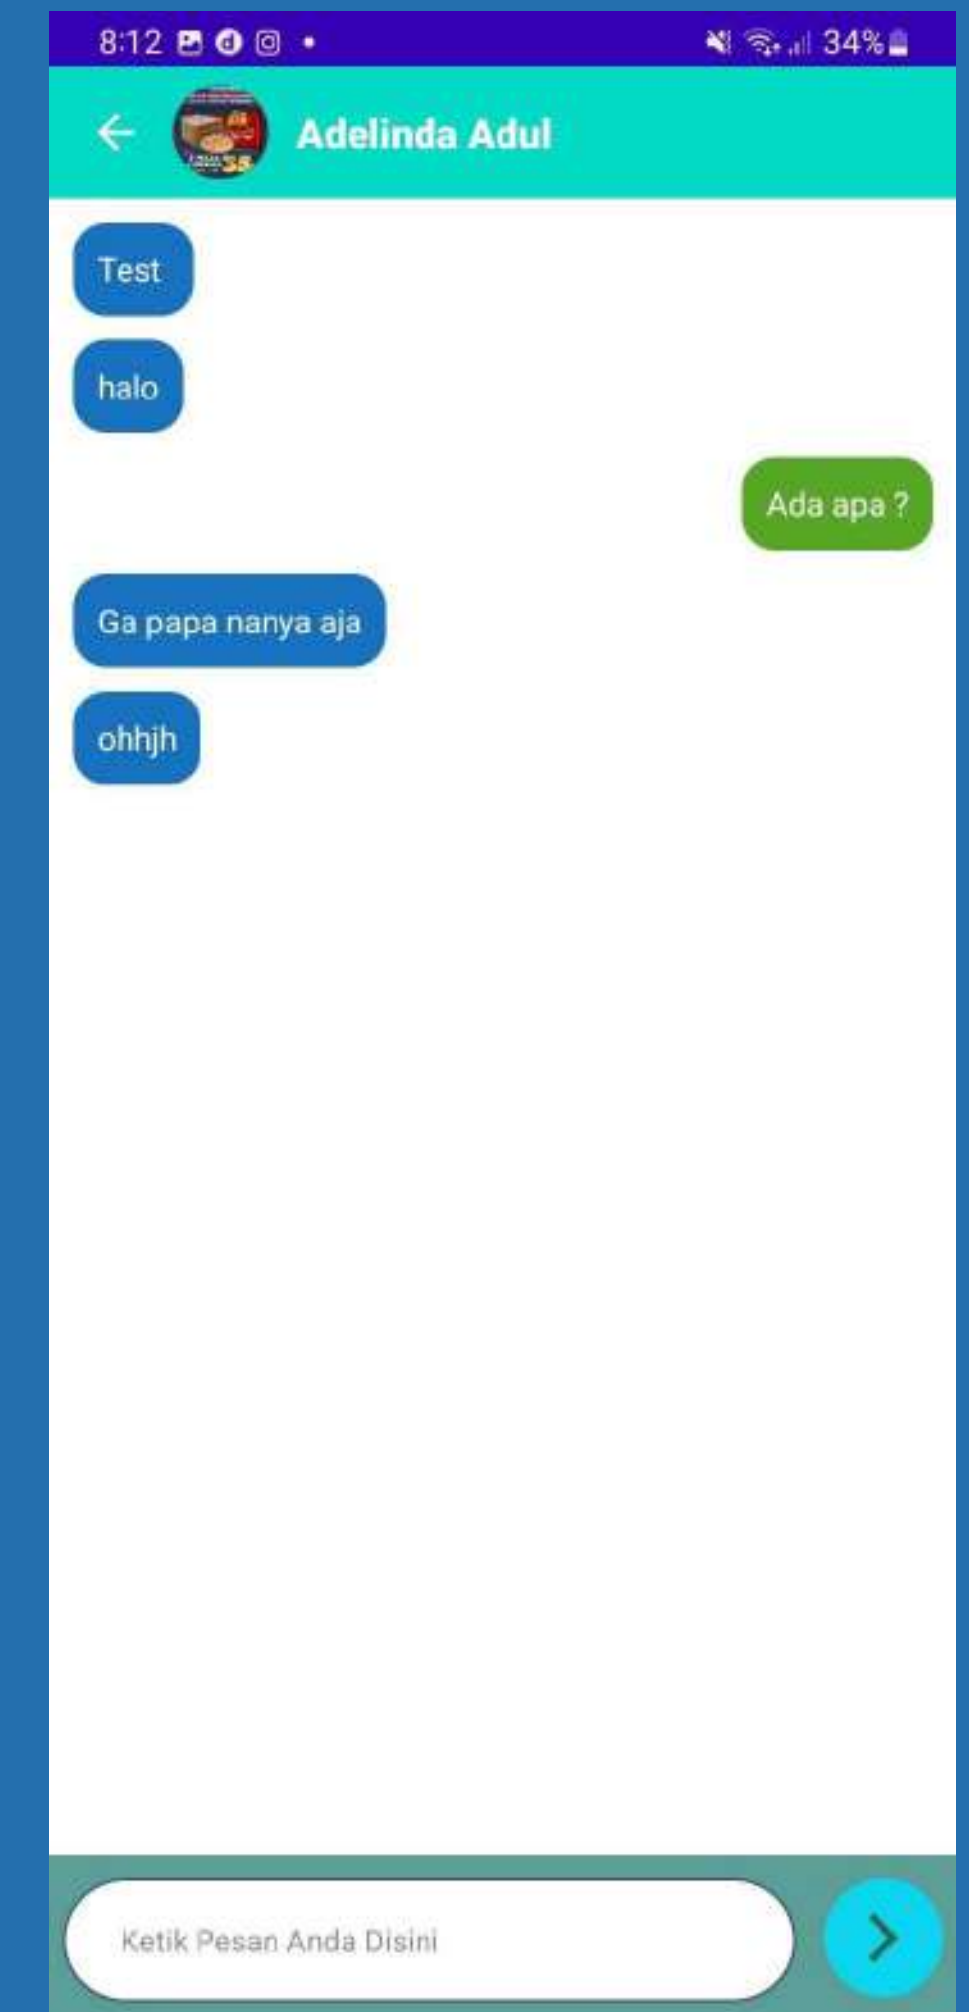 8:12
34%
Adelinda Adul
Test
halo
Ada apa ?
Ga papa nanya aja
ohhjh
Ketik Pesan Anda Disini